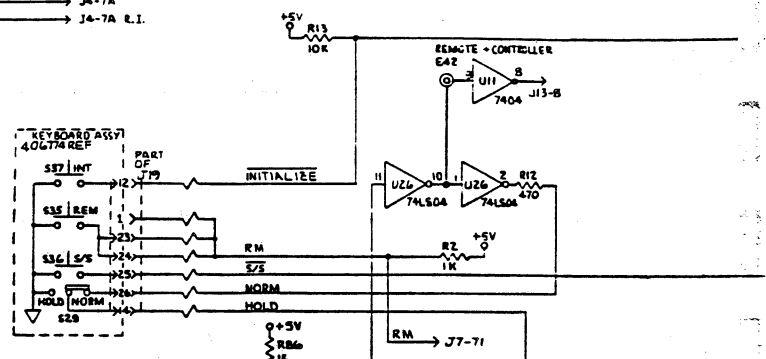 J4-7A
J4-7A R.I.
+5V
R13
10K
REMOTE + CONTROLLER
E42
3
U11
8
7404
J13-8
KEYBOARD ASSY
406774 REF
PART
OF
J19
S37 INT
12
INITIALIZE
11
U26
10
74LS04
1
U26
2
74LS04
R12
470
S35 REM
1
23
24
RM
R2
1K
+5V
S36 S/S
25
S/S
HOLD
NORM
26
NORM
S29
14
HOLD
+5V
R86
1K
RM
J7-71